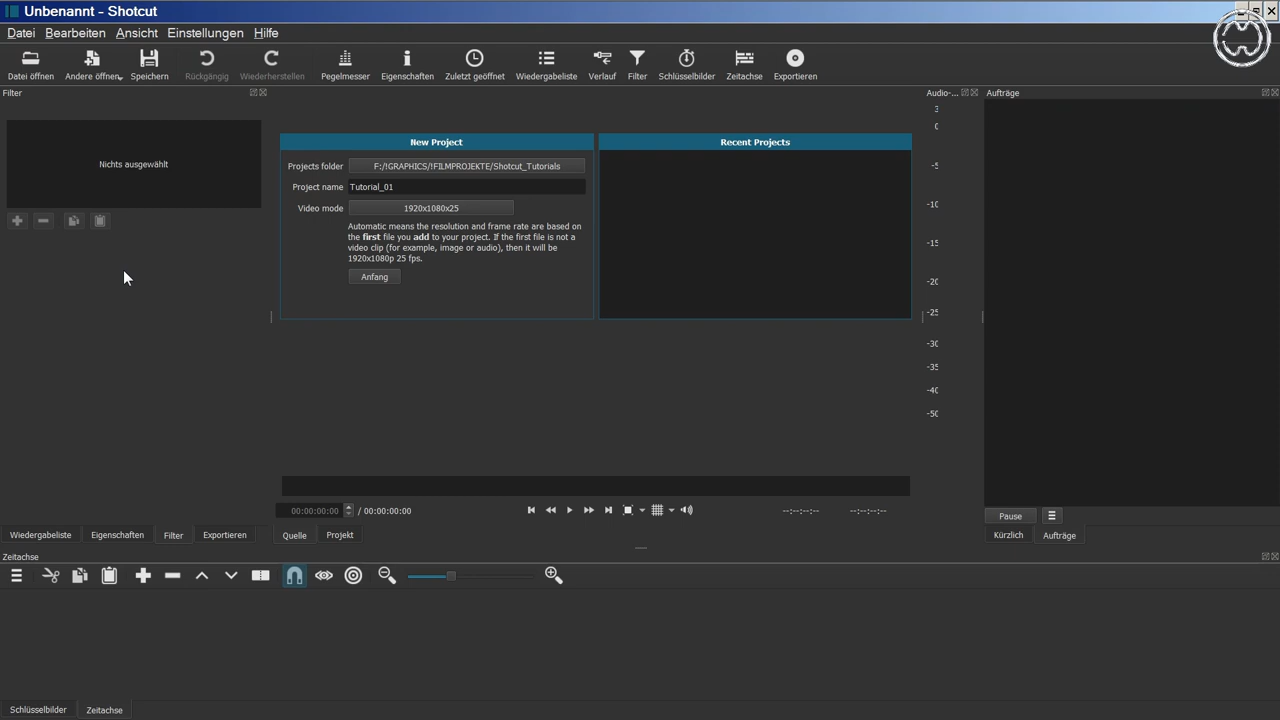 Unbenannt - Shotcut
Datei Bearbeiten Ansicht Einstellungen Hilfe
Datei öffnen Andere öffnen Speichern Rückgängig Wiederherstellen Pegelmesser Eigenschaften Zuletzt geöffnet Wiedergabeliste Verlauf Filter Schlüsselbilder Zeitachse Exportieren
Filter
Nichts ausgewählt
New Project
Projects folder F:/!GRAPHICS/!FILMPROJEKTE/Shotcut_Tutorials
Project name Tutorial_01
Video mode 1920x1080x25
Automatic means the resolution and frame rate are based on
the first file you add to your project. If the first file is not a
video clip (for example, image or audio), then it will be
1920x1080p 25 fps.
Anfang
Recent Projects
Audio-...
3
0
-5
-10
-15
-20
-25
-30
-35
-40
-50
Aufträge
Pause
Kürzlich Aufträge
00:00:00:00 / 00:00:00:00
--:--:--:-- --:--:--:--
Wiedergabeliste Eigenschaften Filter Exportieren
Quelle Projekt
Zeitachse
Schlüsselbilder Zeitachse